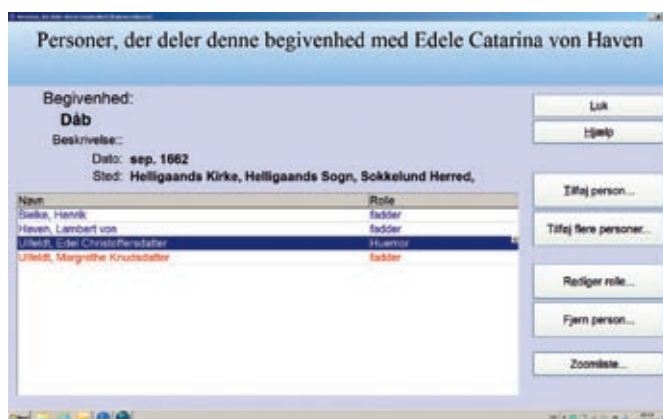 Personer, der deler denne begivenhed med Edele Catarina von Haven
Begivenhed:
Dåb
Beskrivelse::
Dato: sep. 1662
Sted: Helligaands Kirke, Helligaands Sogn, Sokkelund Herred,
Navn Rolle
Bielke, Henrik fadder
Haven, Lambert von fadder
Ulfeldt, Edel Christoffersdatter Huemor
Ulfeldt, Margrethe Knudsdatter fadder
Luk
Hjælp
Tilføj person...
Tilføj flere personer...
Rediger rolle...
Fjern person...
Zoomliste...